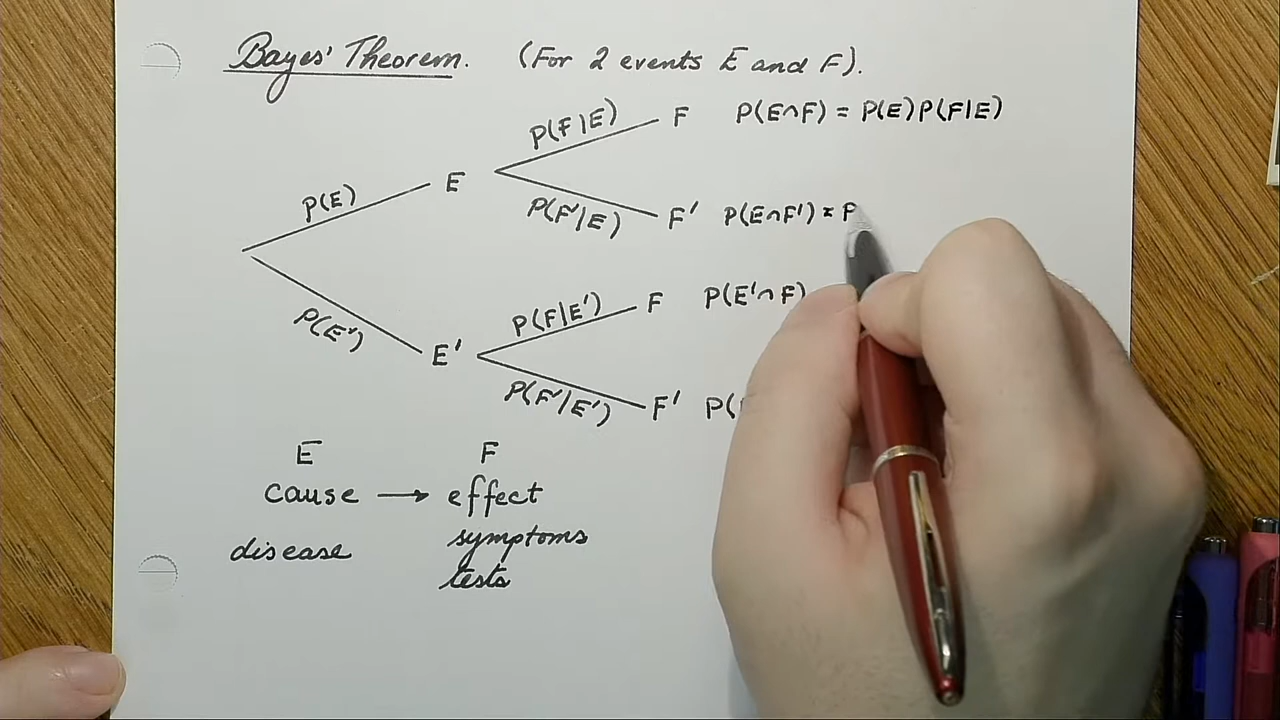 Bayes' Theorem. (For 2 events E and F).
P(F|E) F P(E∩F) = P(E)P(F|E)
P(E) E
P(F'|E) F' P(E∩F') = P
P(E') P(F|E') F P(E'∩F)
E'
P(F'|E') F' P(
E F
cause → effect
disease symptoms
tests